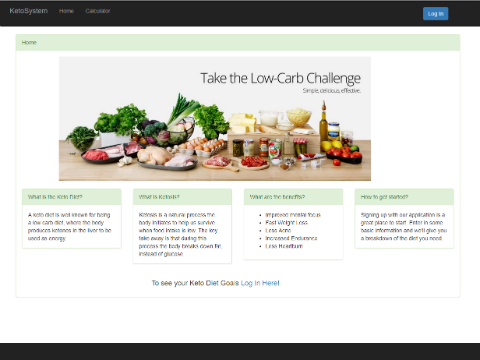 KetoSystem Home Calculator Log In
Home
Take the Low-Carb Challenge
Simple, delicious, effective.
What is the Keto Diet?
A keto diet is well known for being
a low carb diet, where the body
produces ketones in the liver to be
used as energy.
What is Ketosis?
Ketosis is a natural process the
body initiates to help us survive
when food intake is low. The key
take away is that during this
process the body breaks down fat
instead of glucose
What are the benefits?
Improved mental focus
Fast Weight Loss
Less Acne
Increased Endurance
Less Heartburn
How to get started?
Signing up with our application is a
great place to start. Enter in some
basic information and we'll give you
a breakdown of the diet you need.
To see your Keto Diet Goals Log In Here!